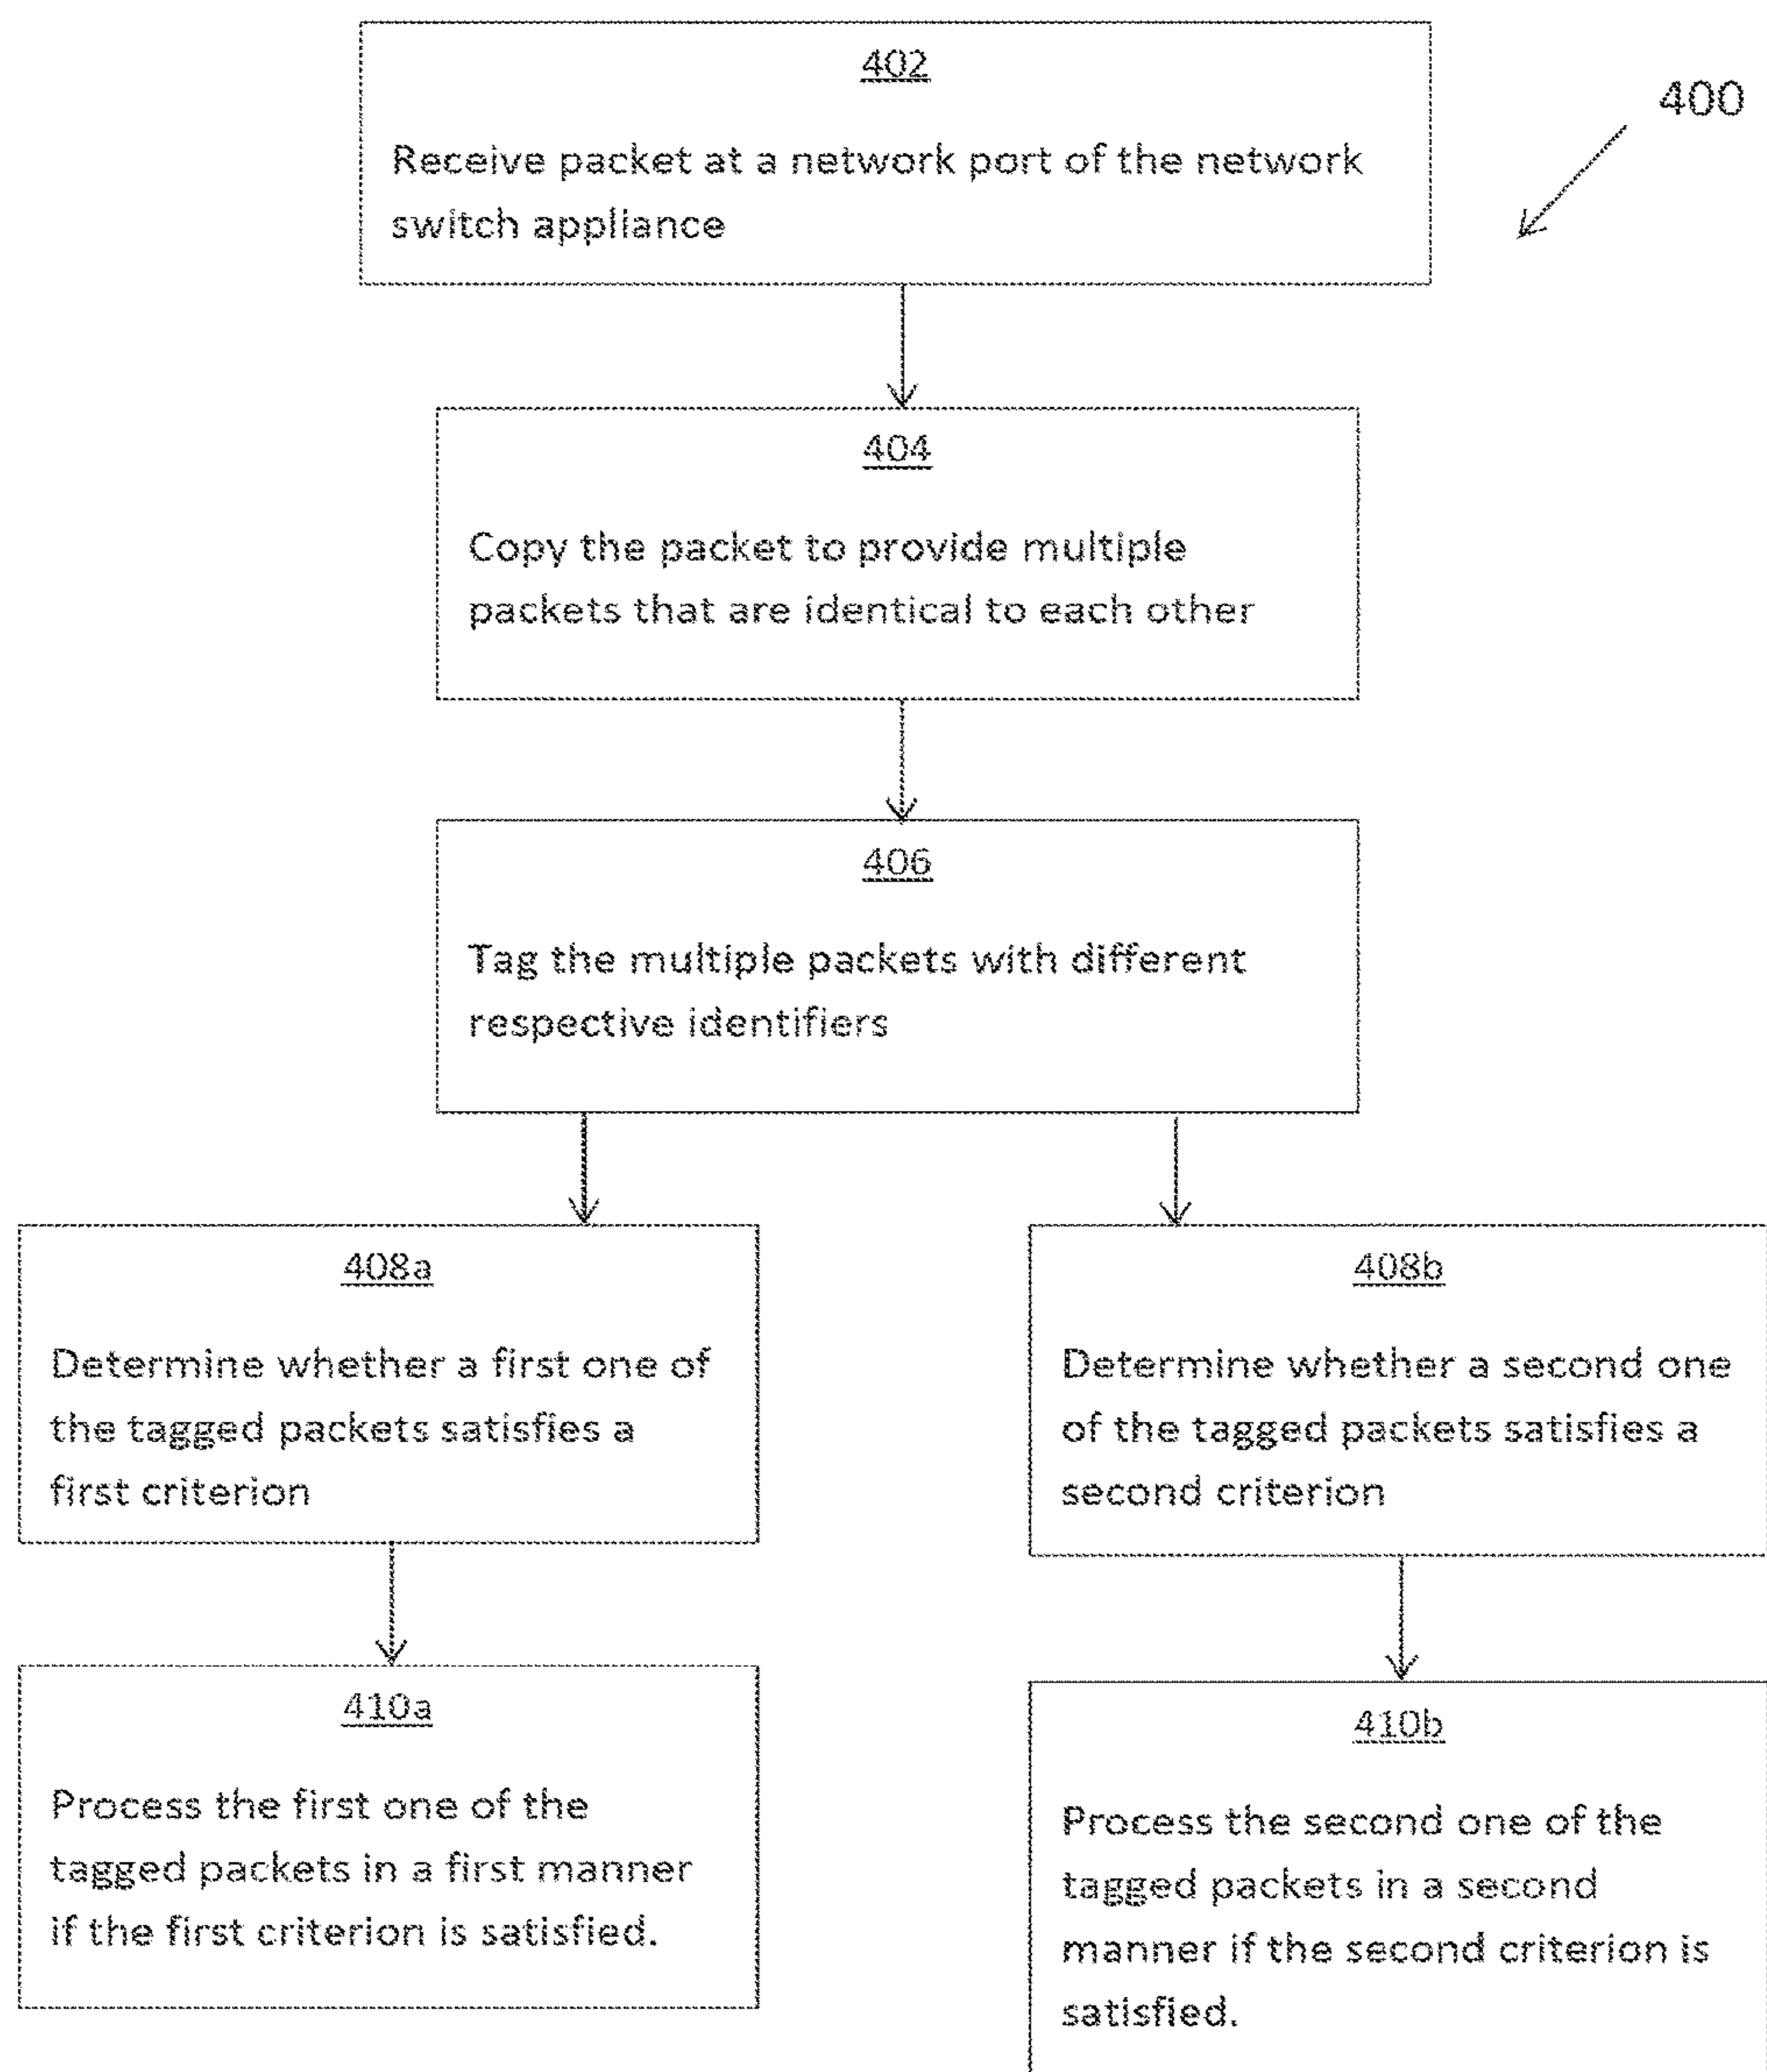 402
Receive packet at a network port of the network
switch appliance
400
404
Copy the packet to provide multiple
packets that are identical to each other
406
Tag the multiple packets with different
respective identifiers
408a
Determine whether a first one of
the tagged packets satisfies a
first criterion
408b
Determine whether a second one
of the tagged packets satisfies a
second criterion
410a
Process the first one of the
tagged packets in a first manner
if the first criterion is satisfied.
410b
Process the second one of the
tagged packets in a second
manner if the second criterion is
satisfied.